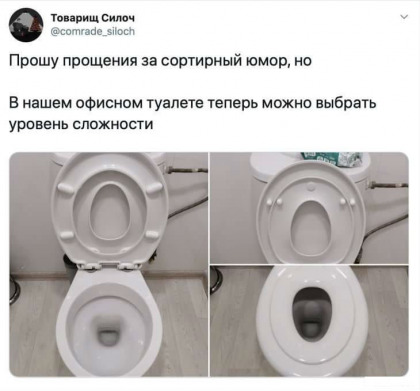 Товарищ Силоч
@comrade_siloch
Прошу прощения за сортирный юмор, но
В нашем офисном туалете теперь можно выбрать
уровень сложности